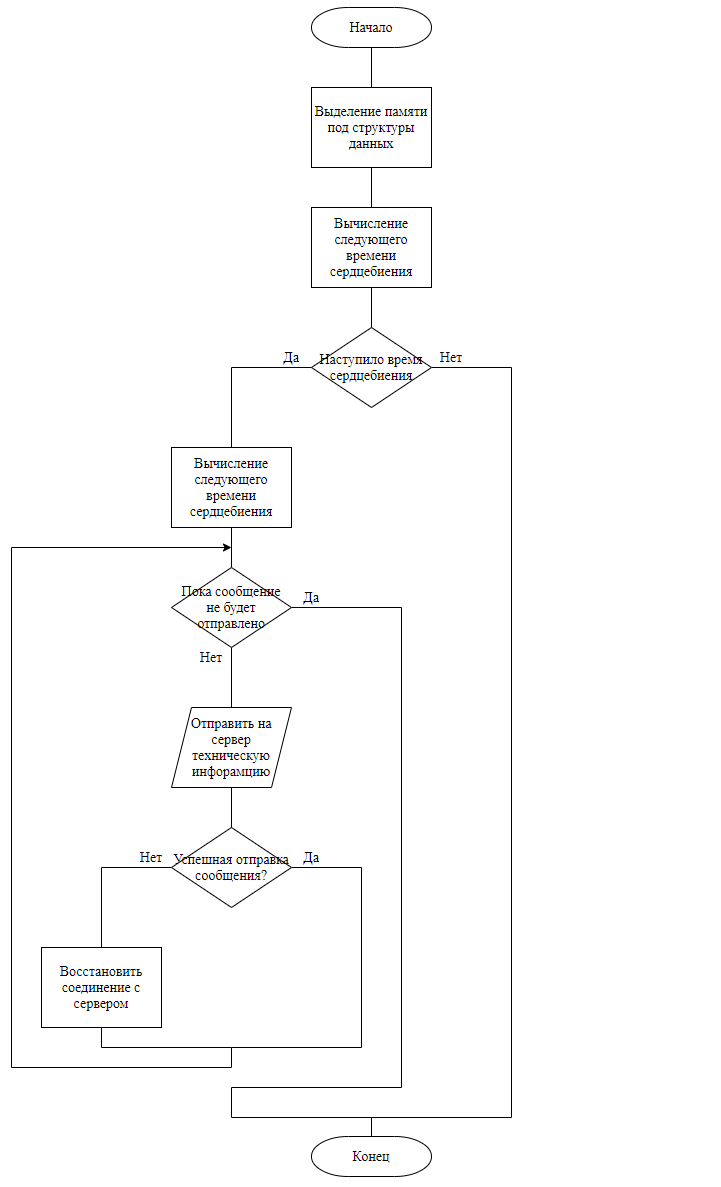 Начало
Выделение памяти
под структуры
данных
Вычисление
следующего
времени
сердцебиения
Да
Наступило время
сердцебиения
Нет
Вычисление
следующего
времени
сердцебиения
Пока сообщение
не будет
отправлено
Да
Нет
Отправить на
сервер
техническую
инфорамцию
Нет
Успешная отправка
сообщения?
Да
Восстановить
соединение с
сервером
Конец